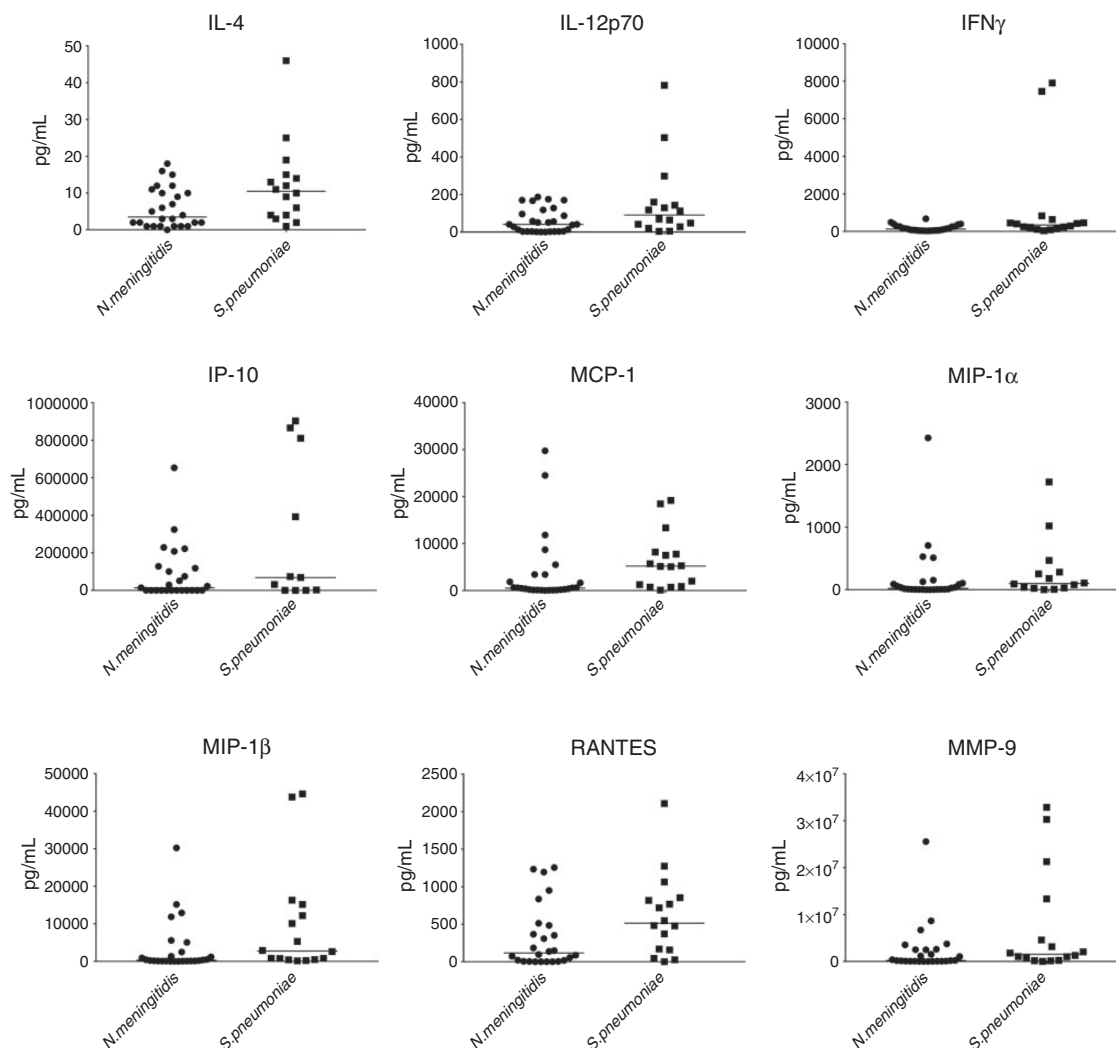 IL-4
IL-12p70
IFNγ
50
40
30
20
10
0
pg/mL
N.meningitidis
S.pneumoniae
1000
800
600
400
200
0
pg/mL
N.meningitidis
S.pneumoniae
10000
8000
6000
4000
2000
0
pg/mL
N.meningitidis
S.pneumoniae
IP-10
MCP-1
MIP-1α
1000000
800000
600000
400000
200000
0
pg/mL
N.meningitidis
S.pneumoniae
40000
30000
20000
10000
0
pg/mL
N.meningitidis
S.pneumoniae
3000
2000
1000
0
pg/mL
N.meningitidis
S.pneumoniae
MIP-1β
RANTES
MMP-9
50000
40000
30000
20000
10000
0
pg/mL
N.meningitidis
S.pneumoniae
2500
2000
1500
1000
500
0
pg/mL
N.meningitidis
S.pneumoniae
4×10⁷
3×10⁷
2×10⁷
1×10⁷
0
pg/mL
N.meningitidis
S.pneumoniae